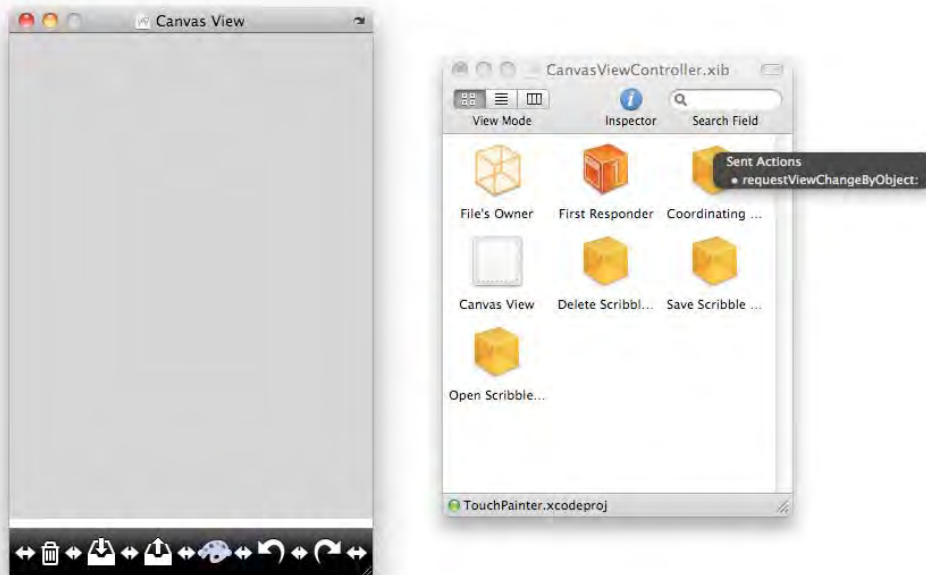 Canvas View
CanvasViewController.xib
View Mode
Inspector
Search Field
Sent Actions
• requestViewChangeByObject:
File's Owner
First Responder
Coordinating ...
Canvas View
Delete Scribbl...
Save Scribble ...
Open Scribble...
TouchPainter.xcodeproj